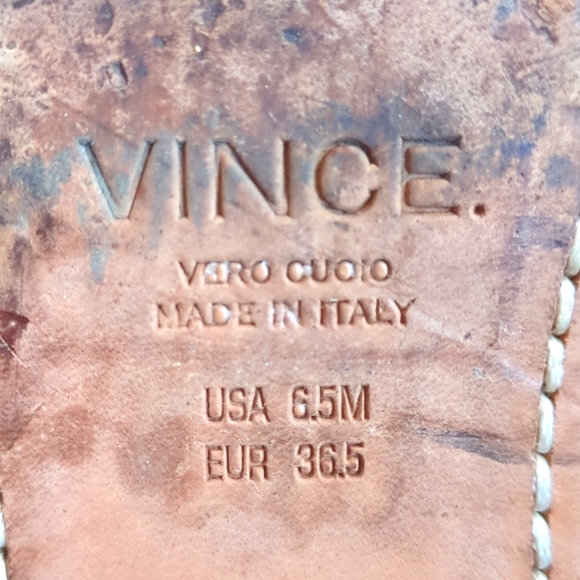 VINCE.
VERO CUOIO
MADE IN ITALY
USA 6.5M
EUR 36.5